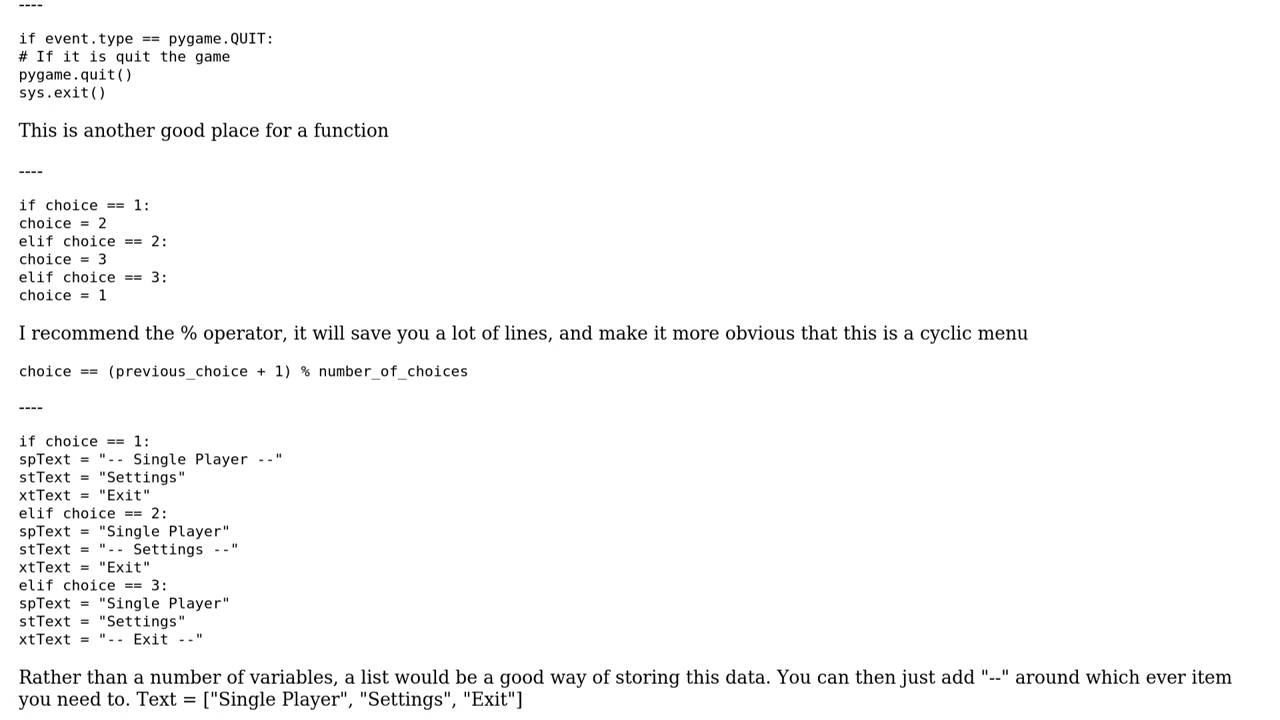 ----
if event.type == pygame.QUIT:
# If it is quit the game
pygame.quit()
sys.exit()
This is another good place for a function
----
if choice == 1:
choice = 2
elif choice == 2:
choice = 3
elif choice == 3:
choice = 1
I recommend the % operator, it will save you a lot of lines, and make it more obvious that this is a cyclic menu
choice == (previous_choice + 1) % number_of_choices
----
if choice == 1:
spText = "-- Single Player --"
stText = "Settings"
xtText = "Exit"
elif choice == 2:
spText = "Single Player"
stText = "-- Settings --"
xtText = "Exit"
elif choice == 3:
spText = "Single Player"
stText = "Settings"
xtText = "-- Exit --"
Rather than a number of variables, a list would be a good way of storing this data. You can then just add "--" around which ever item
you need to. Text = ["Single Player", "Settings", "Exit"]